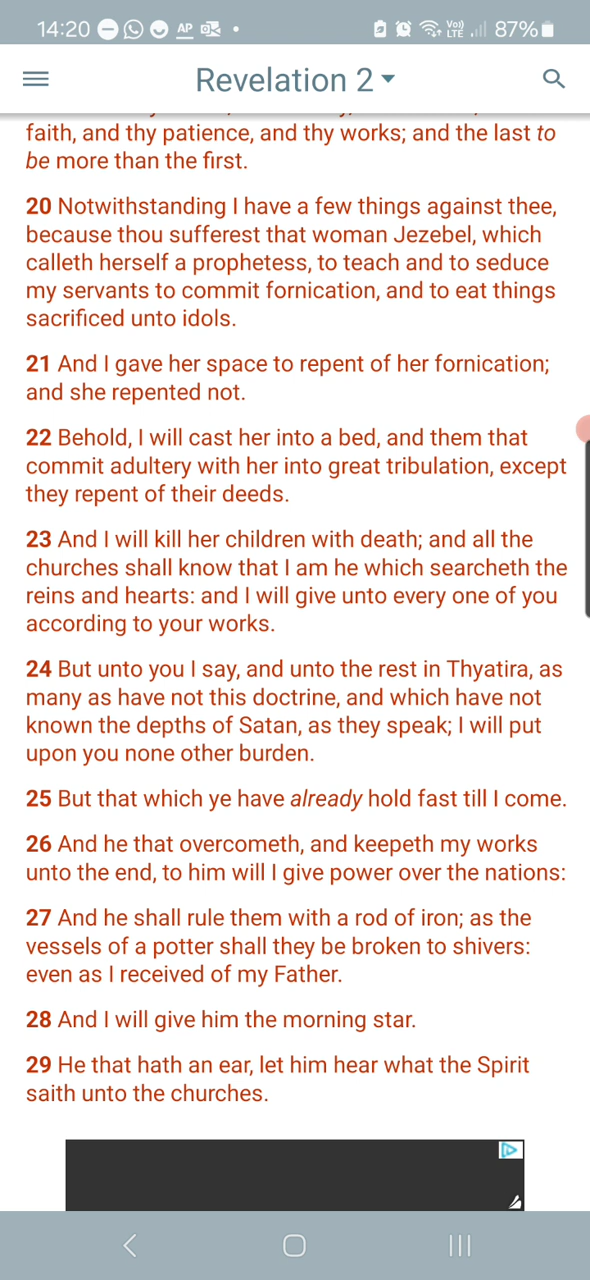 14:20
AP
Vo))
LTE
87%
Revelation 2
faith, and thy patience, and thy works; and the last to
be more than the first.
20 Notwithstanding I have a few things against thee,
because thou sufferest that woman Jezebel, which
calleth herself a prophetess, to teach and to seduce
my servants to commit fornication, and to eat things
sacrificed unto idols.
21 And I gave her space to repent of her fornication;
and she repented not.
22 Behold, I will cast her into a bed, and them that
commit adultery with her into great tribulation, except
they repent of their deeds.
23 And I will kill her children with death; and all the
churches shall know that I am he which searcheth the
reins and hearts: and I will give unto every one of you
according to your works.
24 But unto you I say, and unto the rest in Thyatira, as
many as have not this doctrine, and which have not
known the depths of Satan, as they speak; I will put
upon you none other burden.
25 But that which ye have already hold fast till I come.
26 And he that overcometh, and keepeth my works
unto the end, to him will I give power over the nations:
27 And he shall rule them with a rod of iron; as the
vessels of a potter shall they be broken to shivers:
even as I received of my Father.
28 And I will give him the morning star.
29 He that hath an ear, let him hear what the Spirit
saith unto the churches.